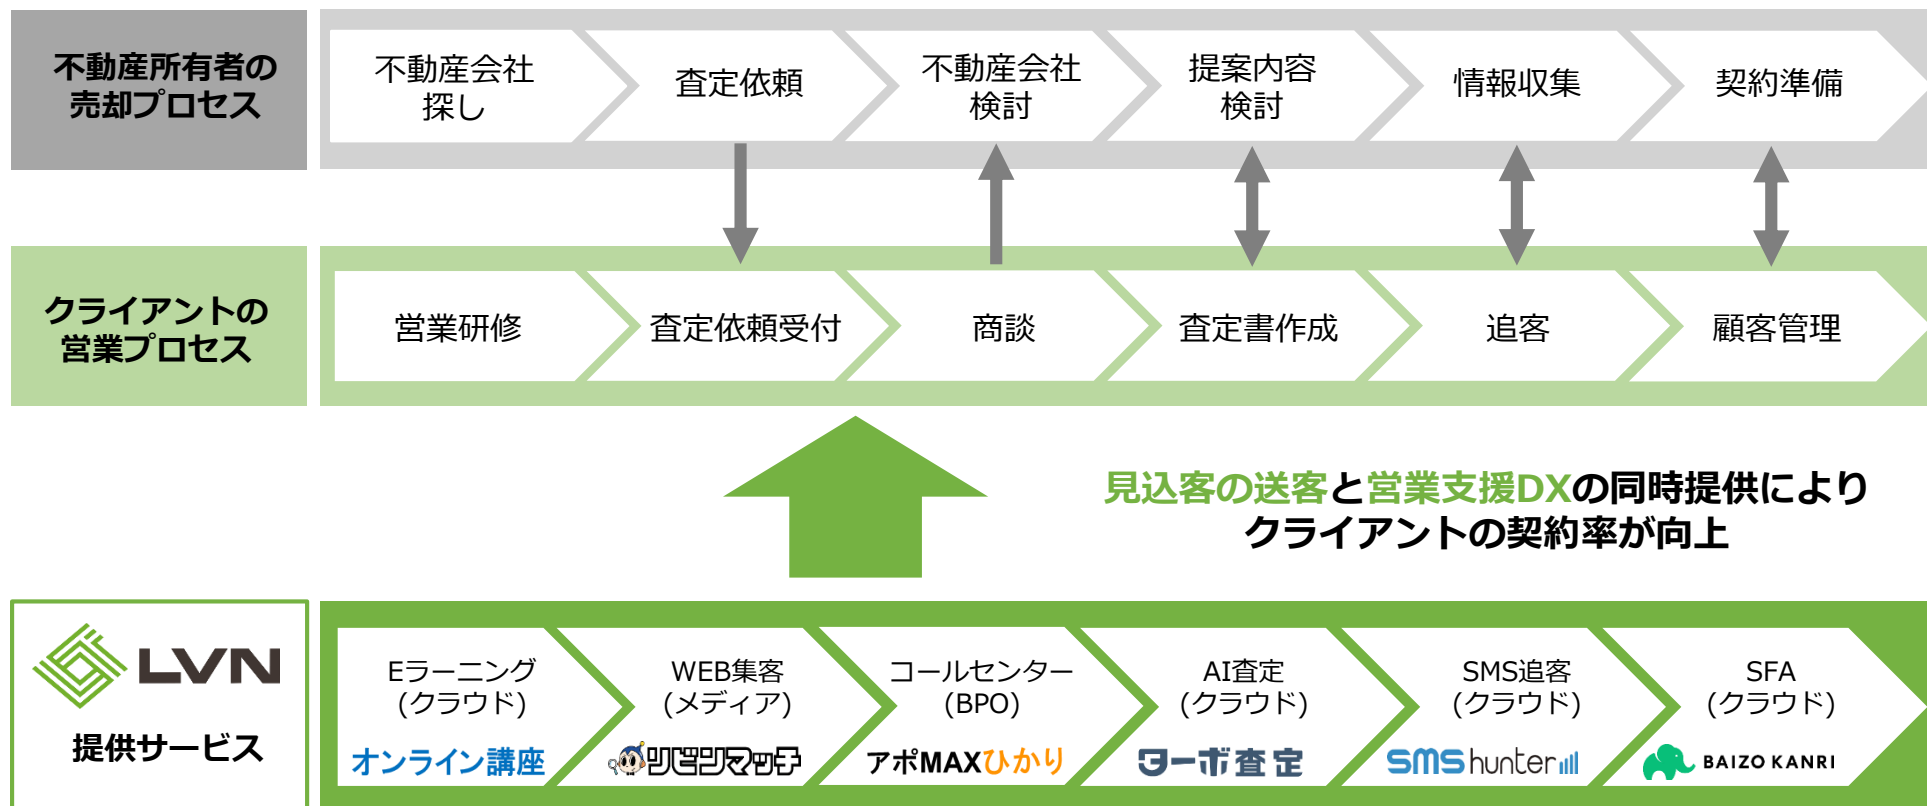 不動産所有者の
売却プロセス
不動産会社
探し
査定依頼
不動産会社
検討
提案内容
検討
情報収集
契約準備
クライアントの
営業プロセス
営業研修
査定依頼受付
商談
査定書作成
追客
顧客管理
見込客の送客と営業支援DXの同時提供により
クライアントの契約率が向上
LVN
提供サービス
Eラーニング
(クラウド)
オンライン講座
WEB集客
(メディア)
リビンマッチ
コールセンター
(BPO)
アポMAXひかり
AI査定
(クラウド)
ターボ査定
SMS追客
(クラウド)
SMS hunter
SFA
(クラウド)
BAIZO KANRI